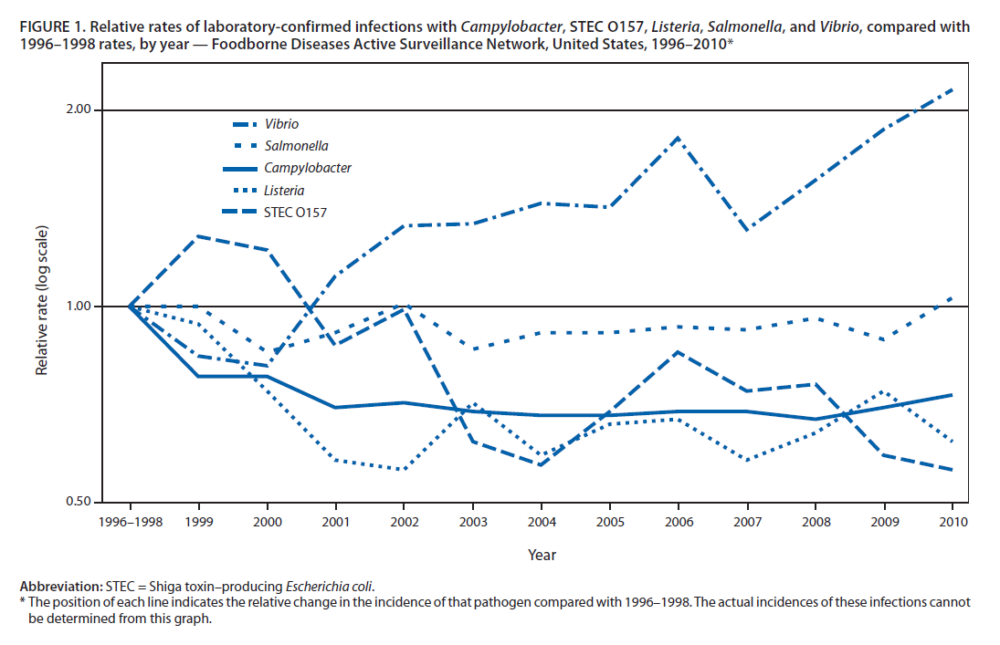 FIGURE 1. Relative rates of laboratory-confirmed infections with Campylobacter, STEC O157, Listeria, Salmonella, and Vibrio, compared with
1996–1998 rates, by year — Foodborne Diseases Active Surveillance Network, United States, 1996–2010*
2.00
Vibrio
Salmonella
Campylobacter
Listeria
STEC O157
Relative rate (log scale)
1.00
0.50
1996–1998 1999 2000 2001 2002 2003 2004 2005 2006 2007 2008 2009 2010
Year
Abbreviation: STEC = Shiga toxin–producing Escherichia coli.
* The position of each line indicates the relative change in the incidence of that pathogen compared with 1996–1998. The actual incidences of these infections cannot
be determined from this graph.